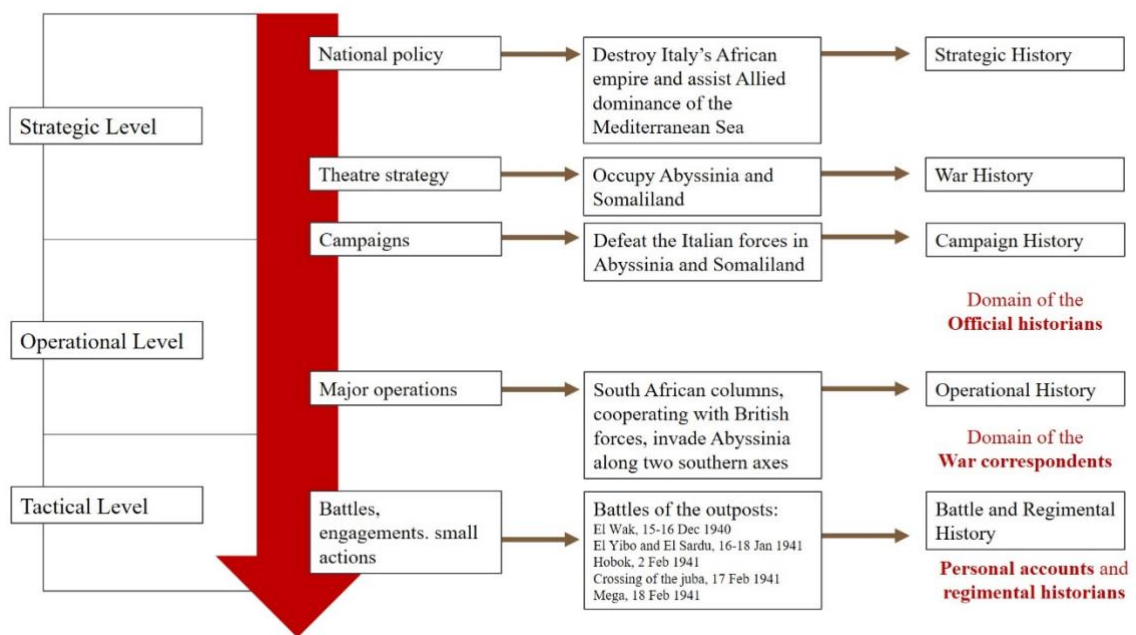 National policy
Destroy Italy's African
empire and assist Allied
dominance of the
Mediterranean Sea
Strategic History
Strategic Level
Theatre strategy
Occupy Abyssinia and
Somaliland
War History
Campaigns
Defeat the Italian forces in
Abyssinia and Somaliland
Campaign History
Domain of the
Official historians
Operational Level
Major operations
South African columns,
cooperating with British
forces, invade Abyssinia
along two southern axes
Operational History
Domain of the
War correspondents
Tactical Level
Battles,
engagements. small
actions
Battles of the outposts:
El Wak, 15-16 Dec 1940
El Yibo and El Sardu, 16-18 Jan 1941
Hobok, 2 Feb 1941
Crossing of the juba, 17 Feb 1941
Mega, 18 Feb 1941
Battle and Regimental
History
Personal accounts and
regimental historians